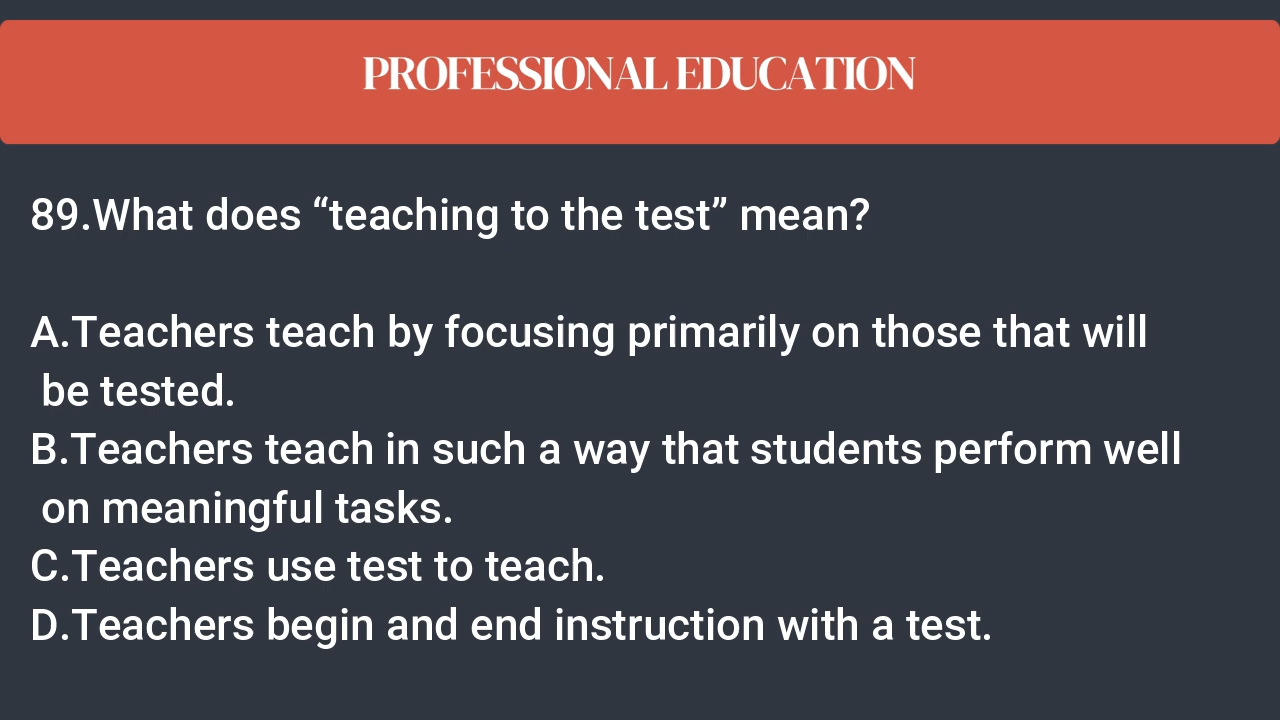 PROFESSIONAL EDUCATION
89.What does “teaching to the test” mean?
A.Teachers teach by focusing primarily on those that will
be tested.
B.Teachers teach in such a way that students perform well
on meaningful tasks.
C.Teachers use test to teach.
D.Teachers begin and end instruction with a test.